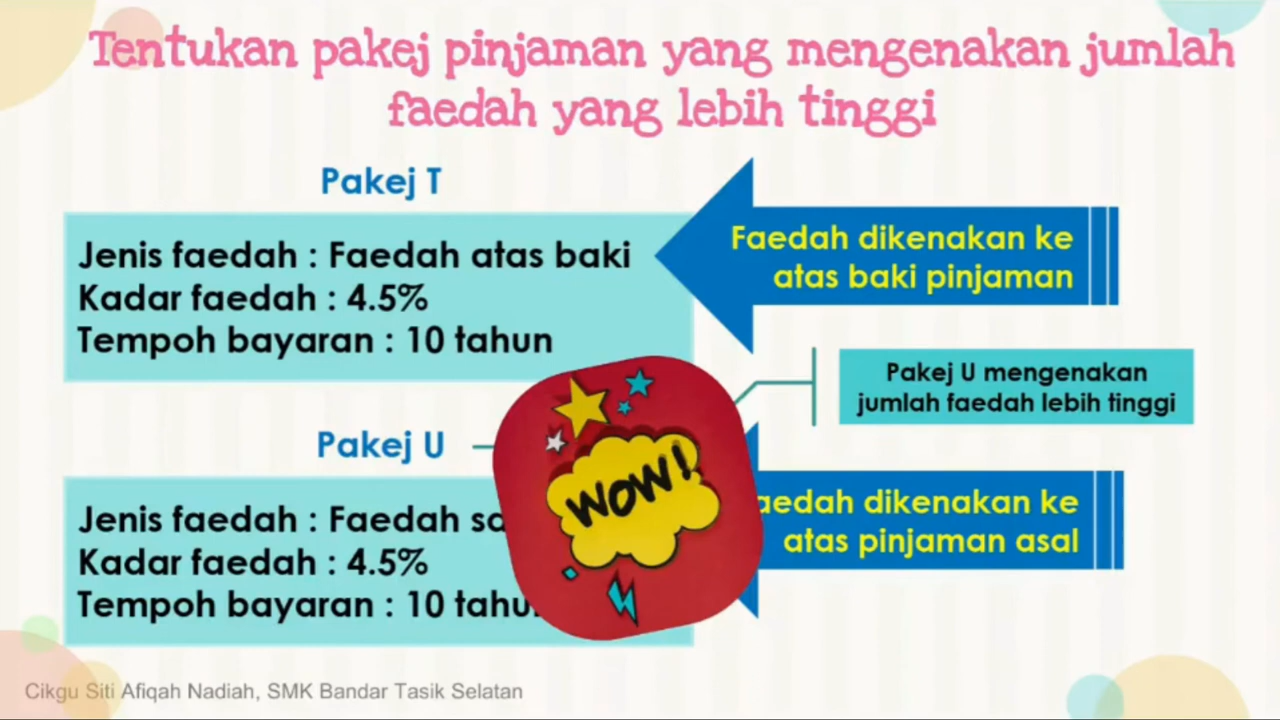 Tentukan pakej pinjaman yang mengenakan jumlah
faedah yang lebih tinggi
Pakej T
Jenis faedah : Faedah atas baki
Kadar faedah : 4.5%
Tempoh bayaran : 10 tahun
Faedah dikenakan ke
atas baki pinjaman
Pakej U mengenakan
jumlah faedah lebih tinggi
Pakej U
Jenis faedah : Faedah
Kadar faedah : 4.5%
Tempoh bayaran : 10
WOW!
dikenakan ke
atas pinjaman asal
Cikgu Siti Afiqah Nadiah, SMK Bandar Tasik Selatan